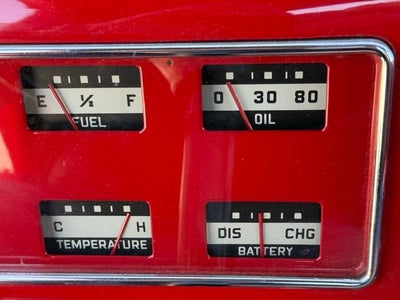 E ½ F
FUEL
0 30 80
OIL
C H
TEMPERATURE
DIS CHG
BATTERY